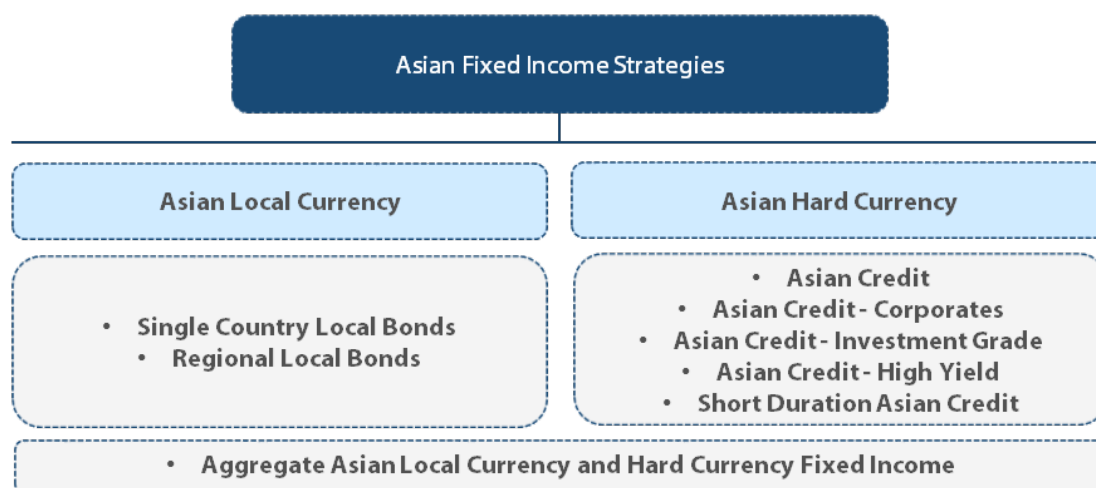 Asian Fixed Income Strategies
Asian Local Currency
Asian Hard Currency
• Single Country Local Bonds
• Regional Local Bonds
• Asian Credit
• Asian Credit - Corporates
• Asian Credit - Investment Grade
• Asian Credit - High Yield
• Short Duration Asian Credit
• Aggregate Asian Local Currency and Hard Currency Fixed Income